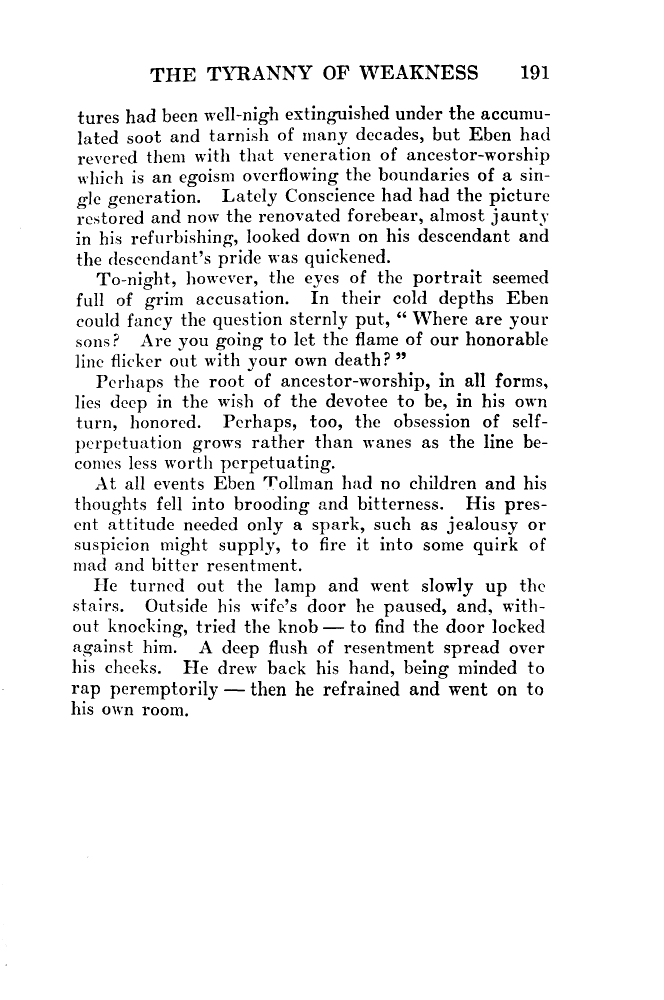 THE TYRANNY OF WEAKNESS 191
tures had been well-nigh extinguished under the accumu-
lated soot and tarnish of many decades, but Eben had
revered them with that veneration of ancestor-worship
which is an egoism overflowing the boundaries of a sin-
gle generation. Lately Conscience had had the picture
restored and now the renovated forebear, almost jaunty
in his refurbishing, looked down on his descendant and
the descendant's pride was quickened.
To-night, however, the eyes of the portrait seemed
full of grim accusation. In their cold depths Eben
could fancy the question sternly put, “ Where are your
sons? Are you going to let the flame of our honorable
line flicker out with your own death? ”
Perhaps the root of ancestor-worship, in all forms,
lies deep in the wish of the devotee to be, in his own
turn, honored. Perhaps, too, the obsession of self-
perpetuation grows rather than wanes as the line be-
comes less worth perpetuating.
At all events Eben Tollman had no children and his
thoughts fell into brooding and bitterness. His pres-
ent attitude needed only a spark, such as jealousy or
suspicion might supply, to fire it into some quirk of
mad and bitter resentment.
He turned out the lamp and went slowly up the
stairs. Outside his wife's door he paused, and, with-
out knocking, tried the knob — to find the door locked
against him. A deep flush of resentment spread over
his cheeks. He drew back his hand, being minded to
rap peremptorily — then he refrained and went on to
his own room.